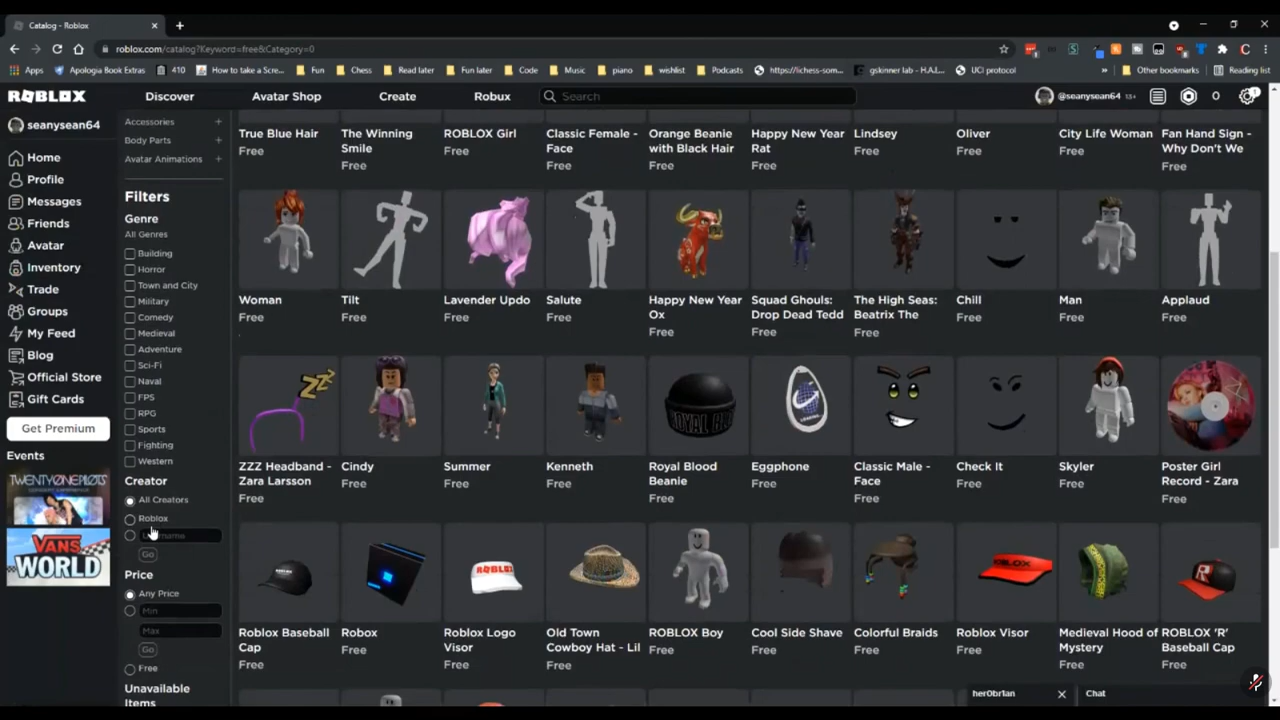 Catalog - Roblox
roblox.com/catalog?Keyword=free&Category=0
Apps
Apologia Book Extras
410
How to take a Scre...
Fun
Chess
Read later
Fun later
Code
Music
piano
wishlist
Podcasts
https://lichess-som...
gskinner lab - H.A.L...
UCI protocol
»
Other bookmarks
Reading list
ROBLOX
Discover
Avatar Shop
Create
Robux
Search
@seanysean64 13+
0
1
seanysean64
Home
Profile
Messages
Friends
Avatar
Inventory
Trade
Groups
My Feed
Blog
Official Store
Gift Cards
Get Premium
Events
TWENTY ONE PILOTS
VANS
WORLD
Accessories +
Body Parts +
Avatar Animations +
Filters
Genre
All Genres
Building
Horror
Town and City
Military
Comedy
Medieval
Adventure
Sci-Fi
Naval
FPS
RPG
Sports
Fighting
Western
Creator
All Creators
Roblox
Go
Price
Any Price
Min
Max
Go
Free
Unavailable
Items
True Blue Hair
Free
The Winning
Smile
Free
ROBLOX Girl
Free
Classic Female -
Face
Free
Orange Beanie
with Black Hair
Free
Happy New Year
Rat
Free
Lindsey
Free
Oliver
Free
City Life Woman
Free
Fan Hand Sign -
Why Don't We
Free
Woman
Free
Tilt
Free
Lavender Updo
Free
Salute
Free
Happy New Year
Ox
Free
Squad Ghouls:
Drop Dead Tedd
Free
The High Seas:
Beatrix The
Free
Chill
Free
Man
Free
Applaud
Free
ZZZ Headband -
Zara Larsson
Free
Cindy
Free
Summer
Free
Kenneth
Free
Royal Blood
Beanie
Free
Eggphone
Free
Classic Male -
Face
Free
Check It
Free
Skyler
Free
Poster Girl
Record - Zara
Free
Roblox Baseball
Cap
Free
Robox
Free
Roblox Logo
Visor
Free
Old Town
Cowboy Hat - Lil
Free
ROBLOX Boy
Free
Cool Side Shave
Free
Colorful Braids
Free
Roblox Visor
Free
Medieval Hood of
Mystery
Free
ROBLOX 'R'
Baseball Cap
Free
her0br1an
Chat